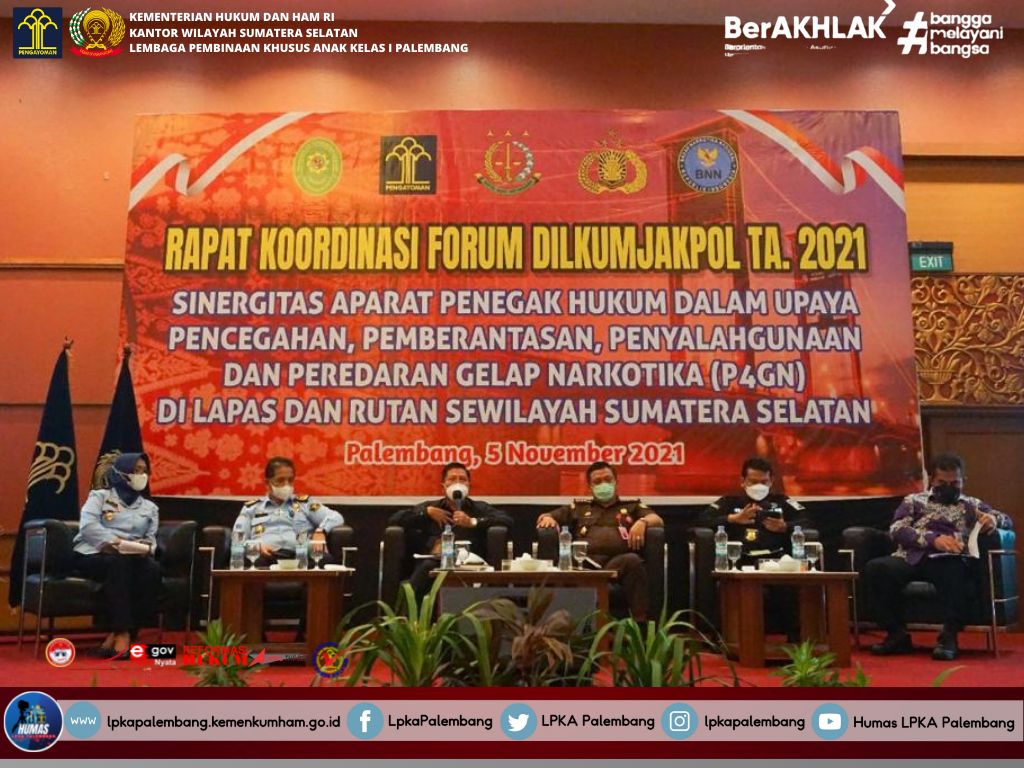 KEMENTERIAN HUKUM DAN HAM RI
KANTOR WILAYAH SUMATERA SELATAN
LEMBAGA PEMBINAAN KHUSUS ANAK KELAS I PALEMBANG
PENGAYOMAN
BerAKHLAK
#bangga
melayani
bangsa
PENGAYOMAN
BNN
RAPAT KOORDINASI FORUM DILKUMJAKPOL TA. 2021
SINERGITAS APARAT PENEGAK HUKUM DALAM UPAYA
PENCEGAHAN, PEMBERANTASAN, PENYALAHGUNAAN
DAN PEREDARAN GELAP NARKOTIKA (P4GN)
DI LAPAS DAN RUTAN SEWILAYAH SUMATERA SELATAN
Palembang, 5 November 2021
EXIT
e gov
Nyata
REFORMASI
HUKUM
HUMAS
www lpkapalembang.kemenkumham.go.id
LpkaPalembang
LPKA Palembang
lpkapalembang
Humas LPKA Palembang